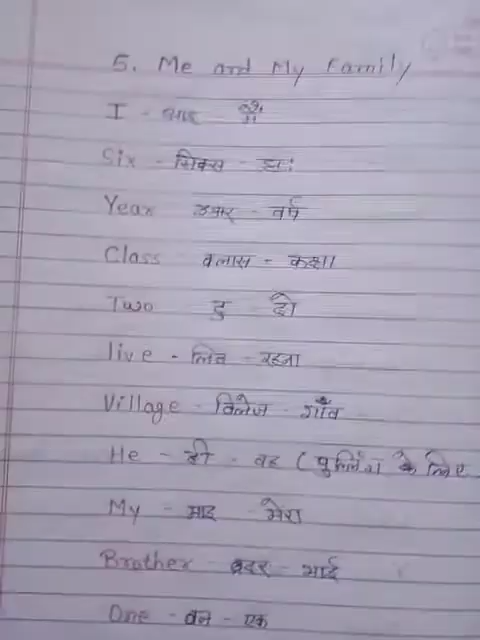 5. Me and My Family
I - आइ मैं
Six - सिक्स - छः
Year इयर - वर्ष
Class क्लास - कक्षा
Two टु - दो
live - लिव - रहना
Village - विलेज - गाँव
He - ही - वह (पुल्लिंग के लिए
My - माइ - मेरा
Brother - ब्रदर - भाई
One - वन - एक